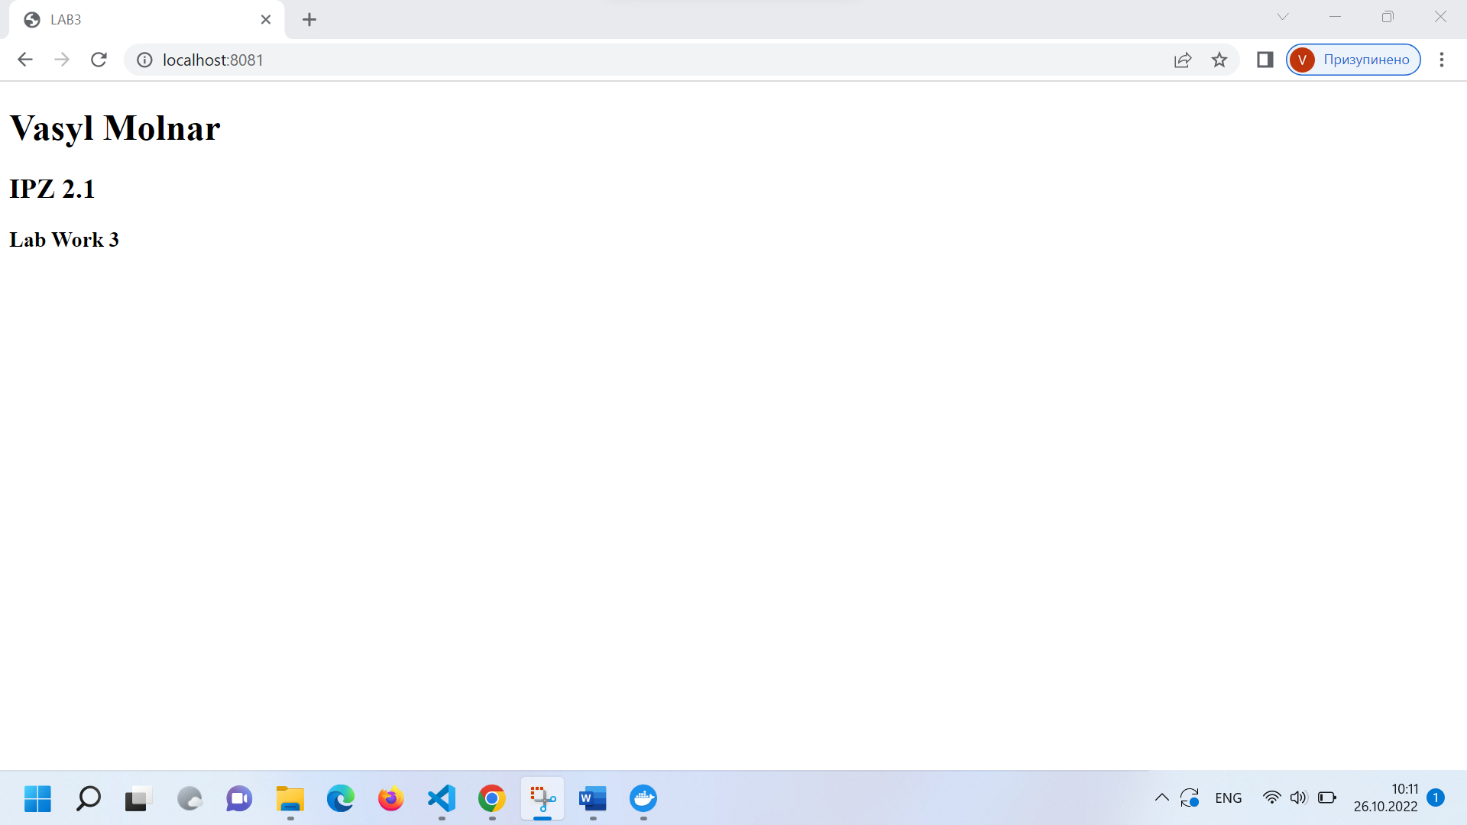 LAB3
localhost:8081
V Призупинено
Vasyl Molnar
IPZ 2.1
Lab Work 3
W
ENG
10:11
26.10.2022
1